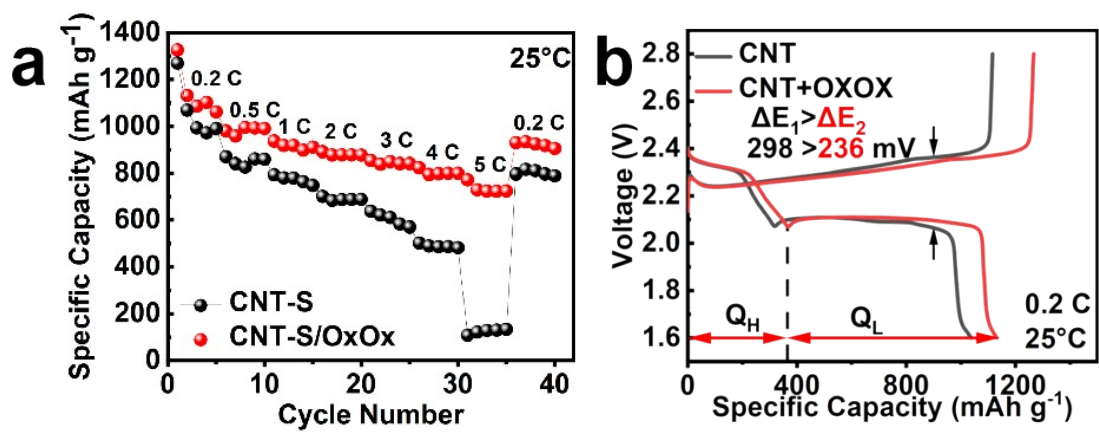 a
1400
1200
1000
800
600
400
200
0
Specific Capacity (mAh g⁻¹)
0 10 20 30 40
Cycle Number
25°C
0.2 C
0.5 C
1 C
2 C
3 C
4 C
5 C
0.2 C
CNT-S
CNT-S/OxOx
b
2.8
2.6
2.4
2.2
2.0
1.8
1.6
Voltage (V)
CNT
CNT+OXOX
ΔE₁>ΔE₂
298 >236 mV
Q_H
Q_L
0.2 C
25°C
0 400 800 1200
Specific Capacity (mAh g⁻¹)